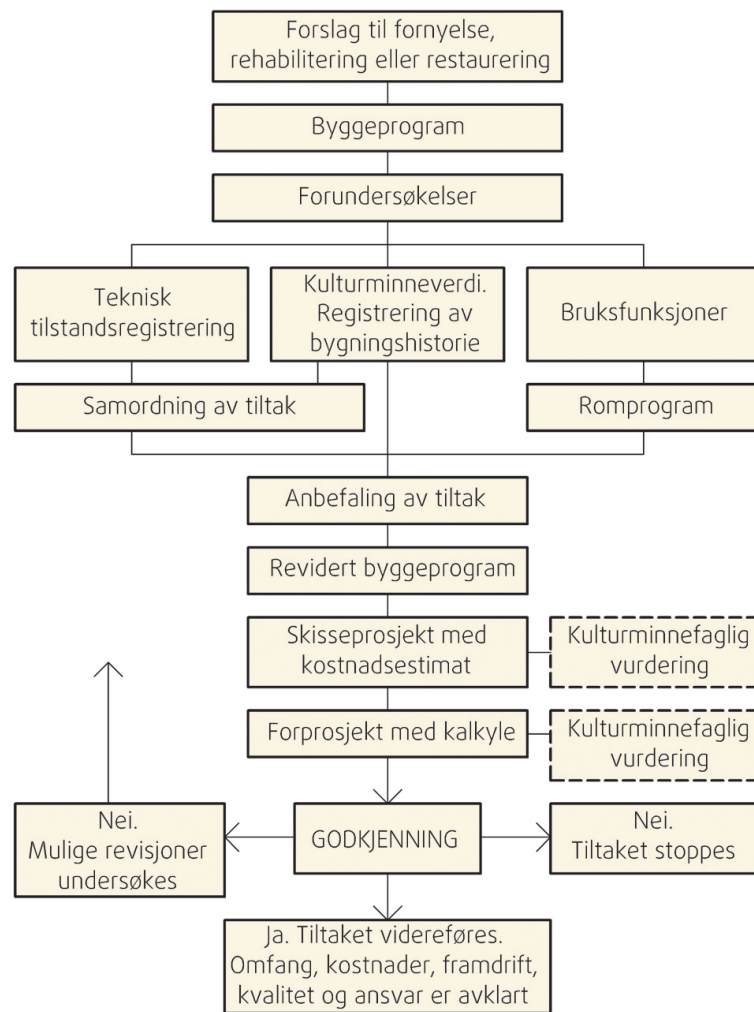 Forslag til fornyelse,
rehabilitering eller restaurering
Byggeprogram
Forundersøkelser
Teknisk
tilstandsregistrering
Kulturminneverdi.
Registrering av
bygningshistorie
Bruksfunksjoner
Samordning av tiltak
Romprogram
Anbefaling av tiltak
Revidert byggeprogram
Skisseprosjekt med
kostnadsestimat
Kulturminnefaglig
vurdering
Forprosjekt med kalkyle
Kulturminnefaglig
vurdering
Nei.
Mulige revisjoner
undersøkes
GODKJENNING
Nei.
Tiltaket stoppes
Ja. Tiltaket videreføres.
Omfang, kostnader, framdrift,
kvalitet og ansvar er avklart